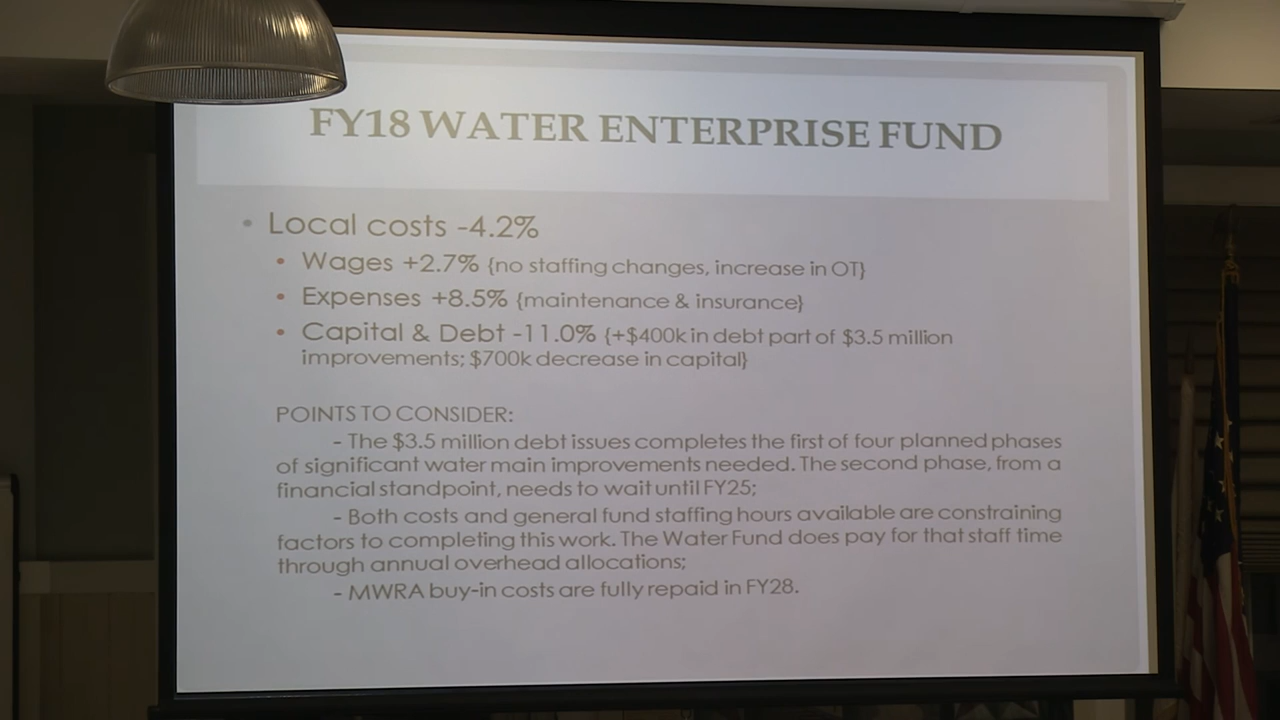 FY18 WATER ENTERPRISE FUND
• Local costs -4.2%
• Wages +2.7% {no staffing changes, increase in OT}
• Expenses +8.5% {maintenance & insurance}
• Capital & Debt -11.0% {+$400k in debt part of $3.5 million
improvements; $700k decrease in capital}
POINTS TO CONSIDER:
- The $3.5 million debt issues completes the first of four planned phases
of significant water main improvements needed. The second phase, from a
financial standpoint, needs to wait until FY25;
- Both costs and general fund staffing hours available are constraining
factors to completing this work. The Water Fund does pay for that staff time
through annual overhead allocations;
- MWRA buy-in costs are fully repaid in FY28.